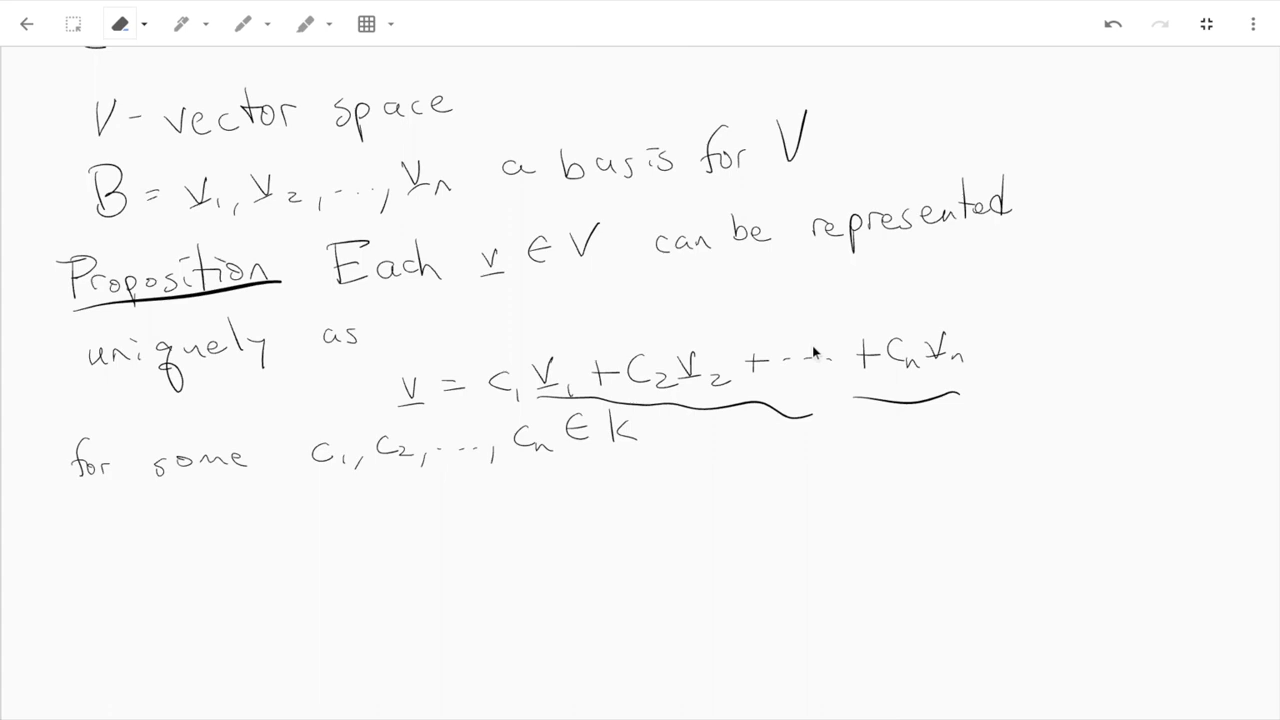 V - vector space
B = v₁, v₂, ..., vₙ a basis for V
Proposition Each v ∈ V can be represented
uniquely as
v = c₁ v₁ + c₂ v₂ + ... + cₙ vₙ
for some c₁, c₂, ..., cₙ ∈ k